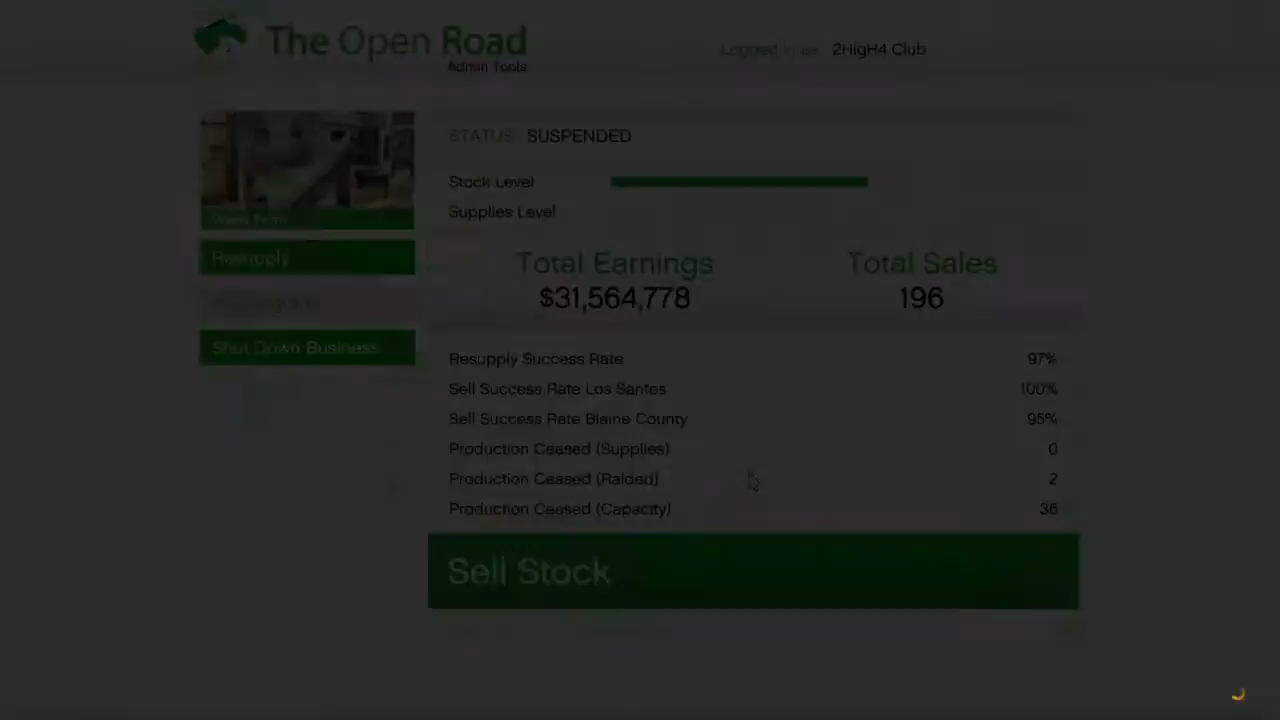 The Open Road
Admin Tools
Logged in as 2HigH4 Club
STATUS SUSPENDED
Stock Level
Supplies Level
Weed Farm
Resupply
Total Earnings
Total Sales
$31,564,778
196
Shut Down Business
Resupply Success Rate 97%
Sell Success Rate Los Santos 100%
Sell Success Rate Blaine County 95%
Production Ceased (Supplies) 0
Production Ceased (Raided) 2
Production Ceased (Capacity) 36
Sell Stock